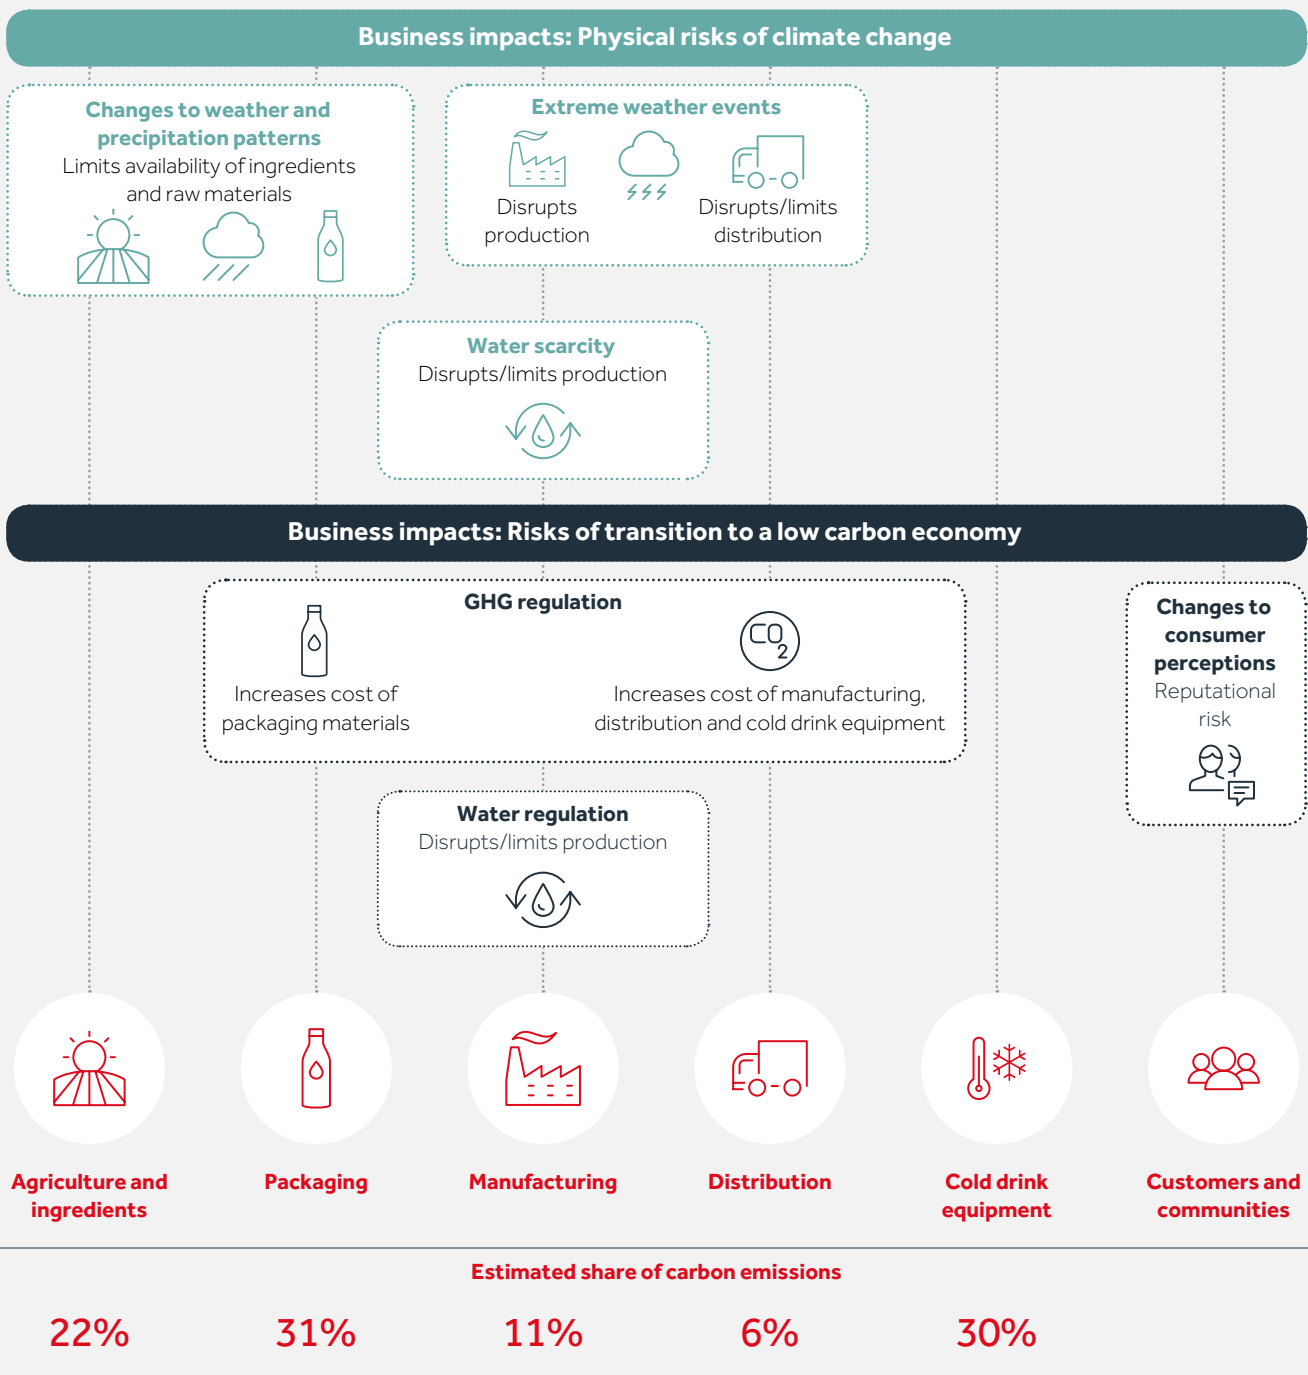 Business impacts: Physical risks of climate change
Changes to weather and
precipitation patterns
Limits availability of ingredients
and raw materials
Extreme weather events
Disrupts
production
Disrupts/limits
distribution
Water scarcity
Disrupts/limits production
Business impacts: Risks of transition to a low carbon economy
GHG regulation
CO2
Increases cost of
packaging materials
Increases cost of manufacturing,
distribution and cold drink equipment
Changes to
consumer
perceptions
Reputational
risk
Water regulation
Disrupts/limits production
Agriculture and
ingredients
Packaging
Manufacturing
Distribution
Cold drink
equipment
Customers and
communities
Estimated share of carbon emissions
22% 31% 11% 6% 30%